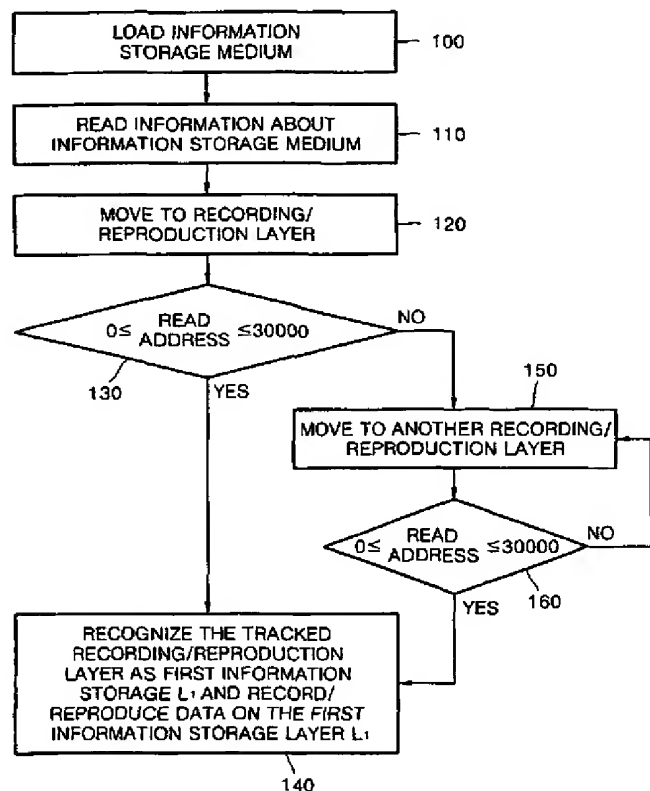 LOAD INFORMATION
STORAGE MEDIUM
100
READ INFORMATION ABOUT
INFORMATION STORAGE MEDIUM
110
MOVE TO RECORDING/
REPRODUCTION LAYER
120
0≤ READ ADDRESS ≤30000
NO
130
YES
150
MOVE TO ANOTHER RECORDING/
REPRODUCTION LAYER
0≤ READ ADDRESS ≤30000
NO
160
YES
RECOGNIZE THE TRACKED
RECORDING/REPRODUCTION
LAYER AS FIRST INFORMATION
STORAGE L1 AND RECORD/
REPRODUCE DATA ON THE FIRST
INFORMATION STORAGE LAYER L1
140